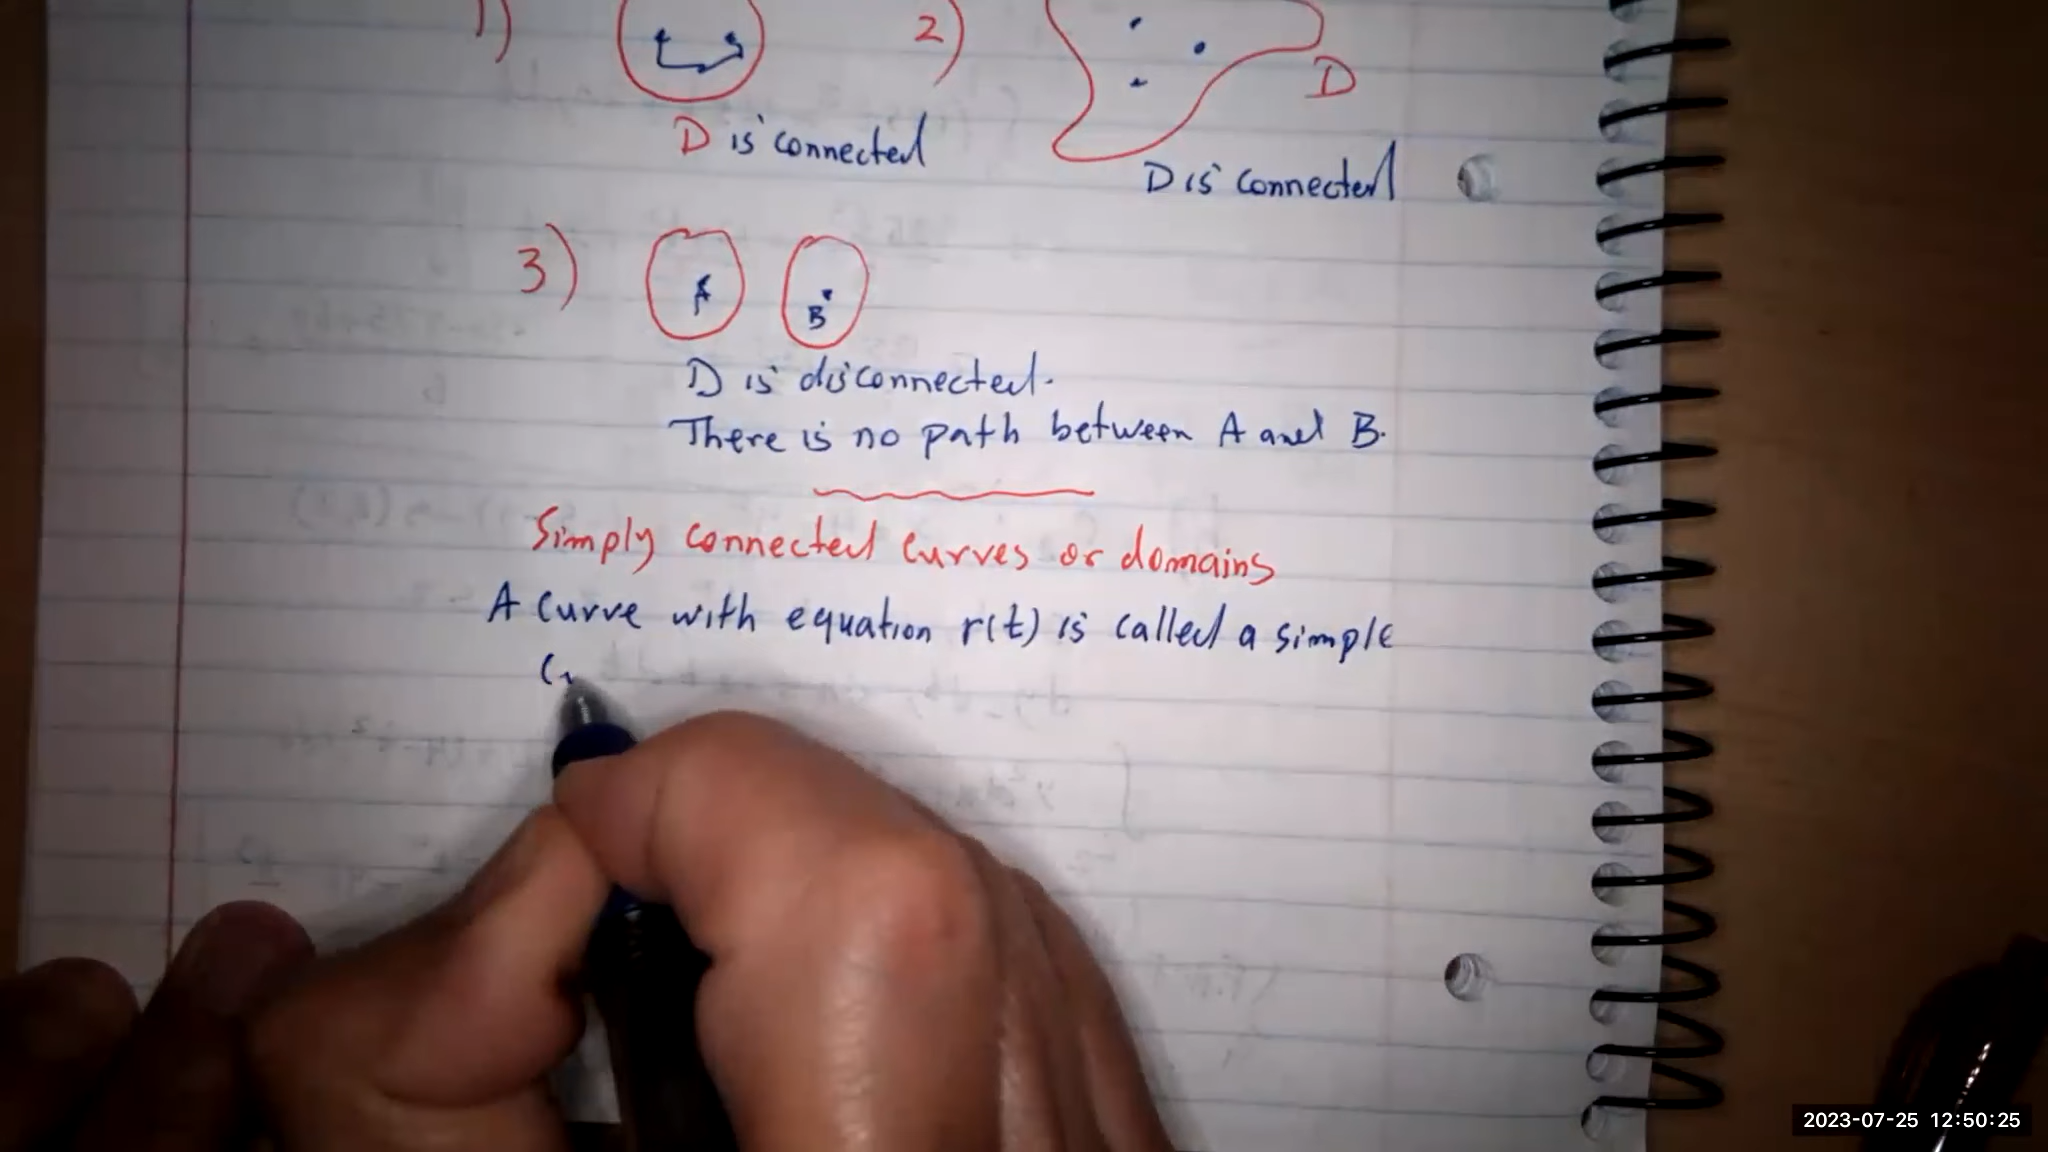 1) 2)
D
D is connected
D is connected
3)
A B
D is disconnected.
There is no path between A and B.
Simply connected curves or domains
A curve with equation r(t) is called a simple
2023-07-25 12:50:25